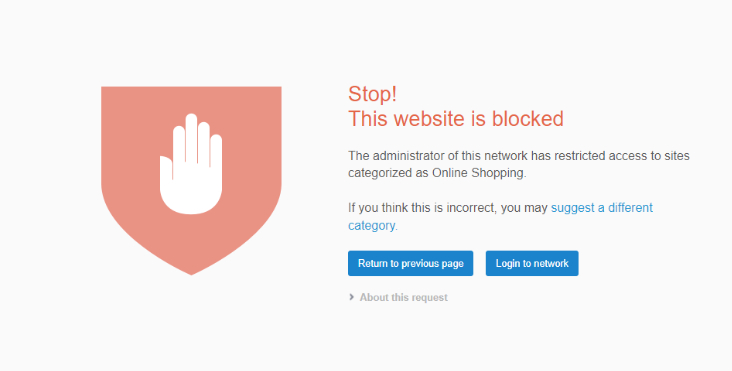 Stop!
This website is blocked
The administrator of this network has restricted access to sites
categorized as Online Shopping.
If you think this is incorrect, you may suggest a different
category.
Return to previous page
Login to network
About this request